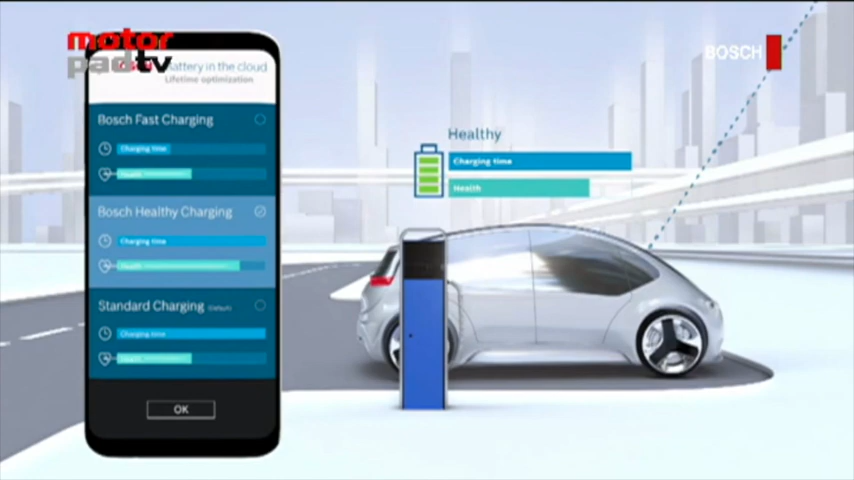 motor
pad tv
BOSCH
Battery in the cloud
Lifetime optimization
Bosch Fast Charging
Charging time
Health
Bosch Healthy Charging
Charging time
Health
Standard Charging (Default)
Charging time
Health
OK
Healthy
Charging time
Health